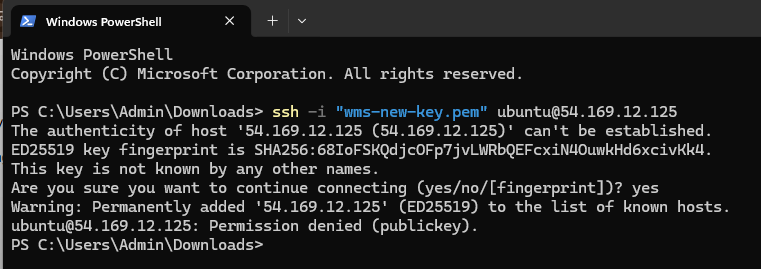 Windows PowerShell
Windows PowerShell
Copyright (C) Microsoft Corporation. All rights reserved.
PS C:\Users\Admin\Downloads> ssh -i "wms-new-key.pem" ubuntu@54.169.12.125
The authenticity of host '54.169.12.125 (54.169.12.125)' can't be established.
ED25519 key fingerprint is SHA256:68IoFSKQdjcOFp7jvLWRbQEFcxiN4OuwkHd6xcivKk4.
This key is not known by any other names.
Are you sure you want to continue connecting (yes/no/[fingerprint])? yes
Warning: Permanently added '54.169.12.125' (ED25519) to the list of known hosts.
ubuntu@54.169.12.125: Permission denied (publickey).
PS C:\Users\Admin\Downloads>